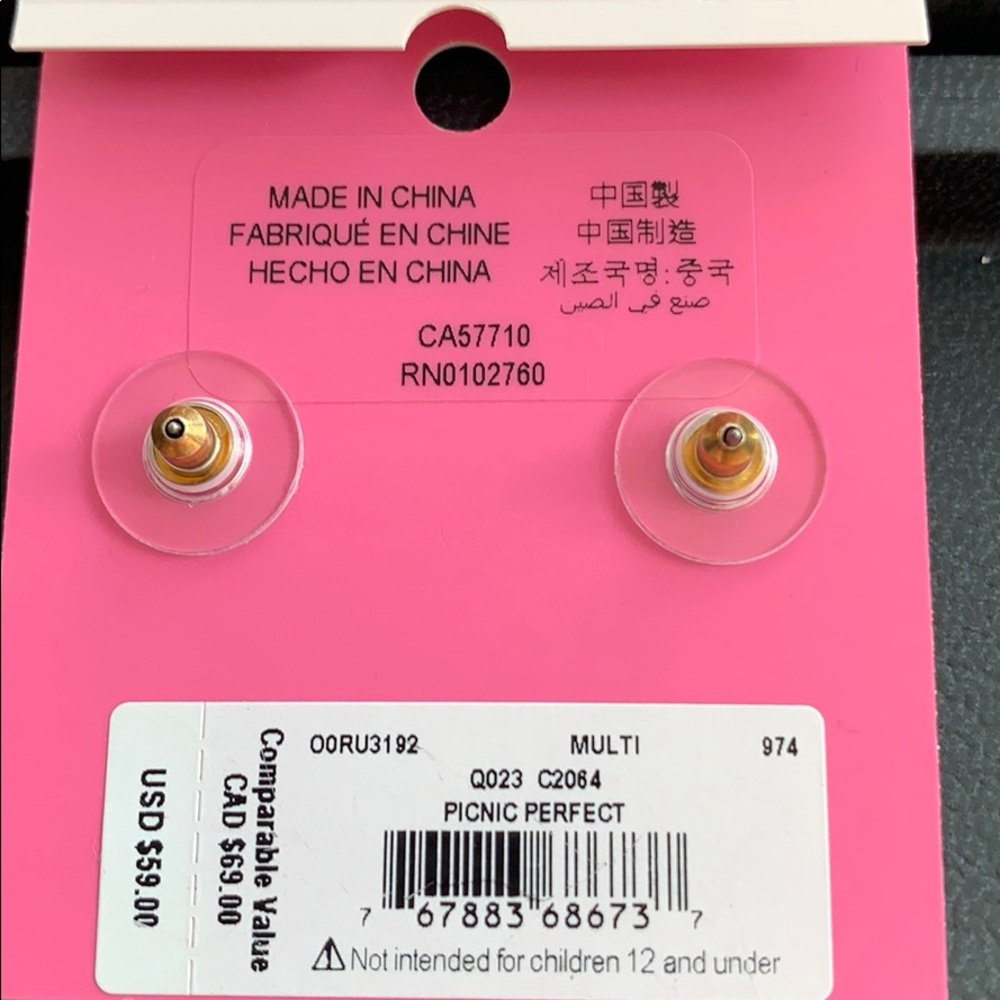 MADE IN CHINA
FABRIQUÉ EN CHINE
HECHO EN CHINA
中国製
中国制造
제조국명:중국
صنع في الصين
CA57710
RN0102760
USD $59.00
Comparable Value
CAD $69.00
O0RU3192 MULTI 974
Q023 C2064
PICNIC PERFECT
7 67883 68673 7
Not intended for children 12 and under